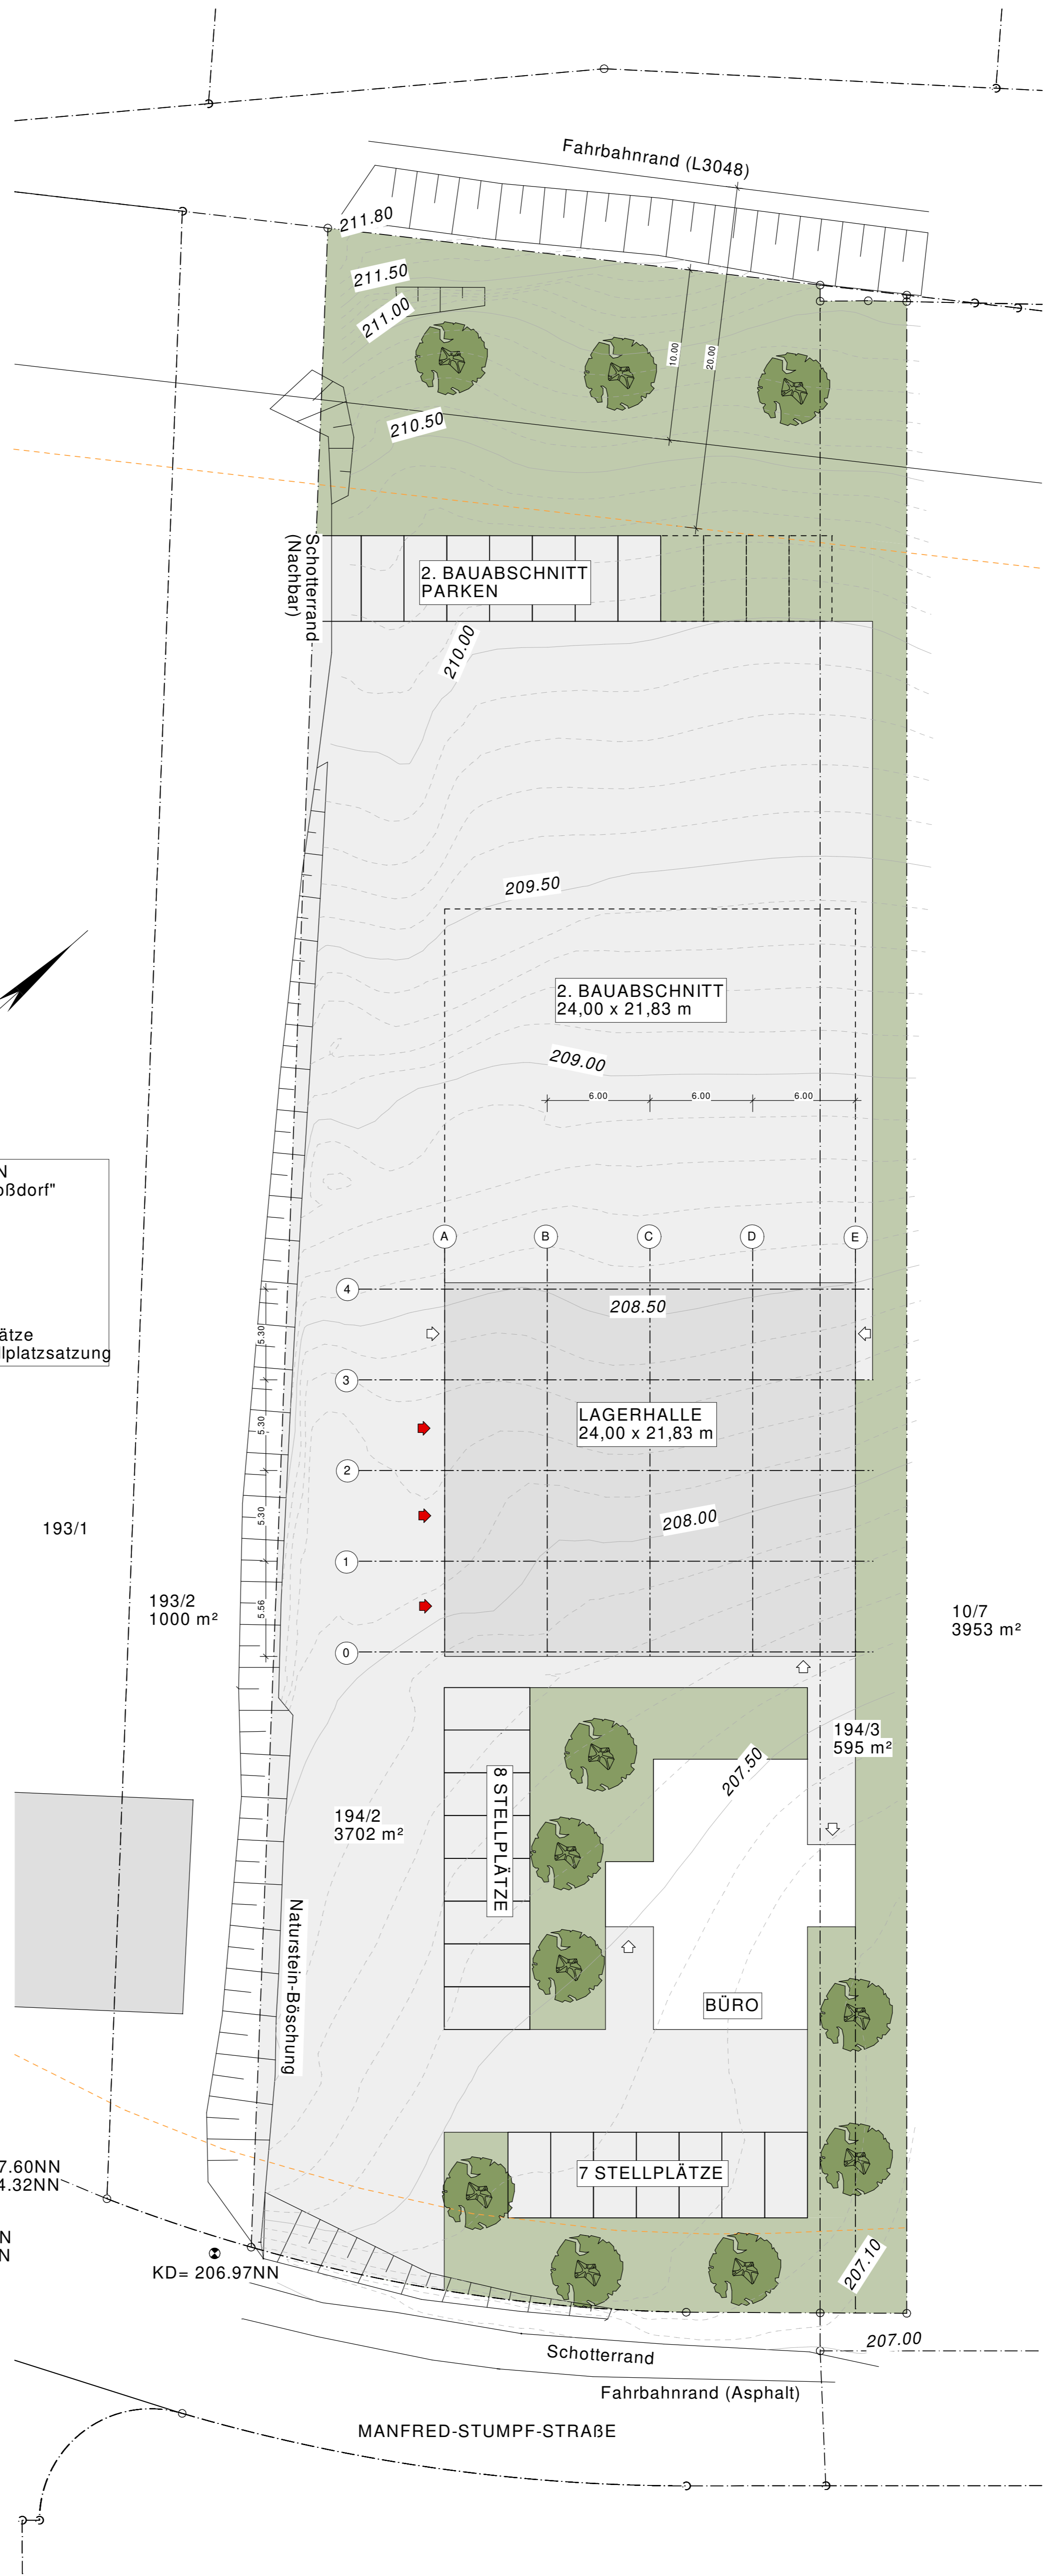 Fahrbahnrand (L3048)
211.80
211.50
211.00
10.00
20.00
210.50
Schotterrand
(Nachbar)
2. BAUABSCHNITT
PARKEN
210.00
209.50
2. BAUABSCHNITT
24,00 x 21,83 m
209.00
6.00
6.00
6.00
N
oßdorf"
ätze
llplatzsatzung
A
B
C
D
E
4
208.50
5.30
3
LAGERHALLE
24,00 x 21,83 m
5.30
2
208.00
5.30
193/1
1
193/2
1000 m²
5.56
10/7
3953 m²
0
194/3
595 m²
207.50
8 STELLPLÄTZE
194/2
3702 m²
Naturstein-Böschung
BÜRO
7.60NN
4.32NN
7 STELLPLÄTZE
N
N
KD= 206.97NN
207.10
207.00
Schotterrand
Fahrbahnrand (Asphalt)
MANFRED-STUMPF-STRAßE